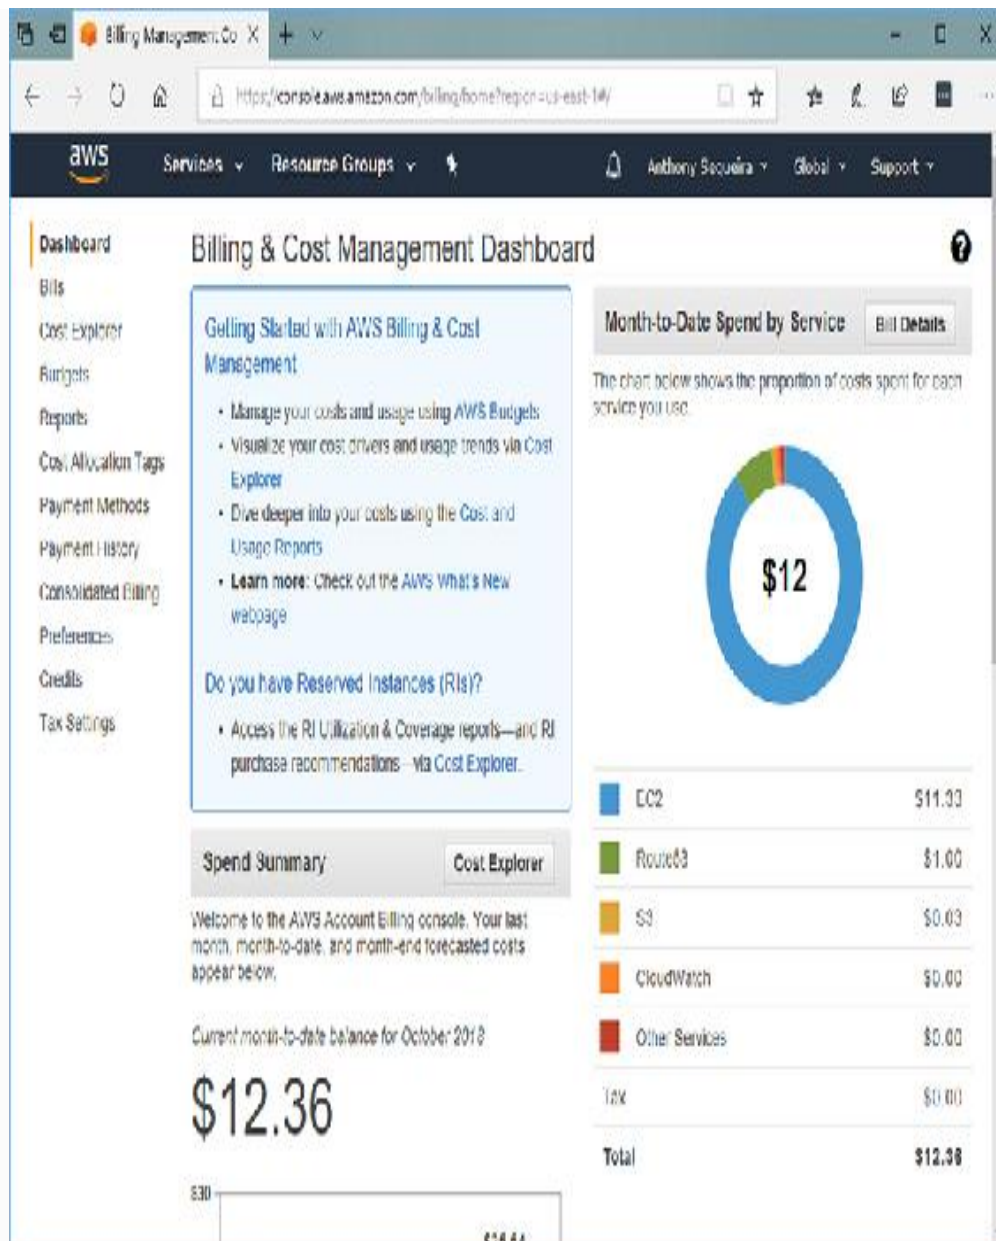 Billing Management Co
https://console.aws.amazon.com/billing/home?region=us-east-1#/
aws
Services
Resource Groups
Anthony Sequeira
Global
Support
Dashboard
Bills
Cost Explorer
Budgets
Reports
Cost Allocation Tags
Payment Methods
Payment History
Consolidated Billing
Preferences
Credits
Tax Settings
Billing & Cost Management Dashboard
Getting Started with AWS Billing & Cost
Management
• Manage your costs and usage using AWS Budgets
• Visualize your cost drivers and usage trends via Cost
Explorer
• Dive deeper into your costs using the Cost and
Usage Reports
• Learn more: Check out the AWS What's New
webpage
Do you have Reserved Instances (RIs)?
• Access the RI Utilization & Coverage reports—and RI
purchase recommendations—via Cost Explorer.
Spend Summary
Cost Explorer
Welcome to the AWS Account Billing console. Your last
month, month-to-date, and month-end forecasted costs
appear below.
Current month-to-date balance for October 2018
$12.36
$30
Month-to-Date Spend by Service
Bill Details
The chart below shows the proportion of costs spent for each
service you use.
$12
EC2 $11.33
Route53 $1.00
S3 $0.03
CloudWatch $0.00
Other Services $0.00
Tax $0.00
Total $12.36